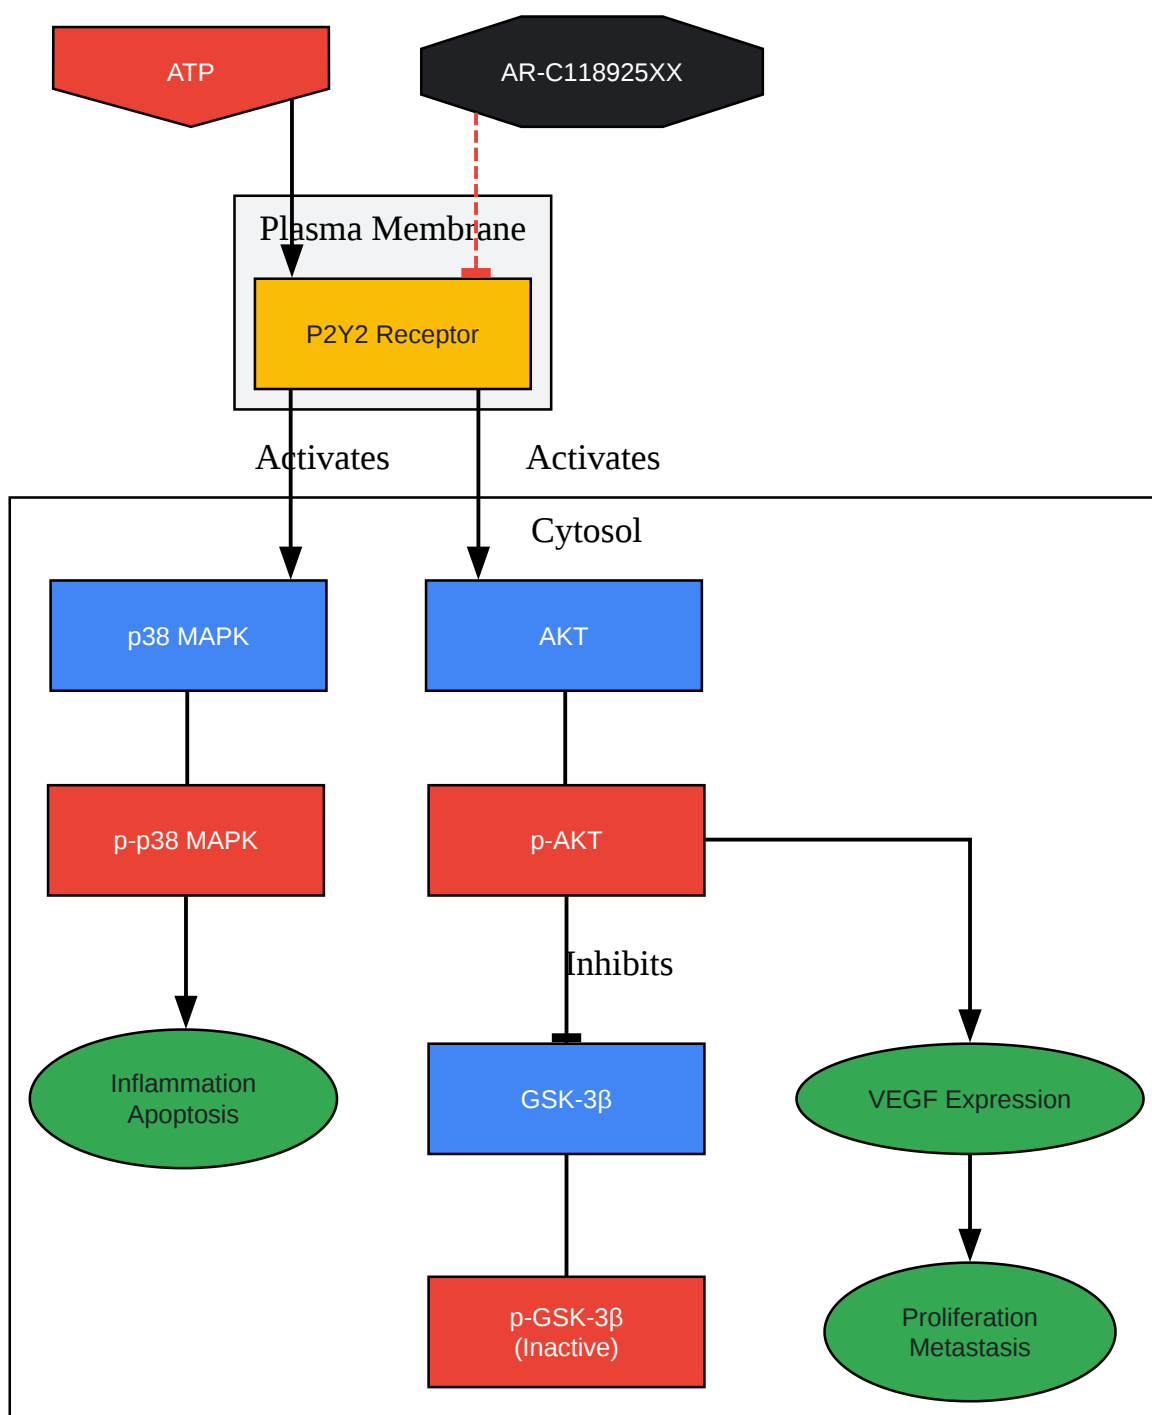 ATP
AR-C118925XX
Plasma Membrane
P2Y2 Receptor
Activates
Activates
Cytosol
p38 MAPK
AKT
p-p38 MAPK
p-AKT
Inhibits
Inflammation
Apoptosis
GSK-3β
VEGF Expression
p-GSK-3β
(Inactive)
Proliferation
Metastasis